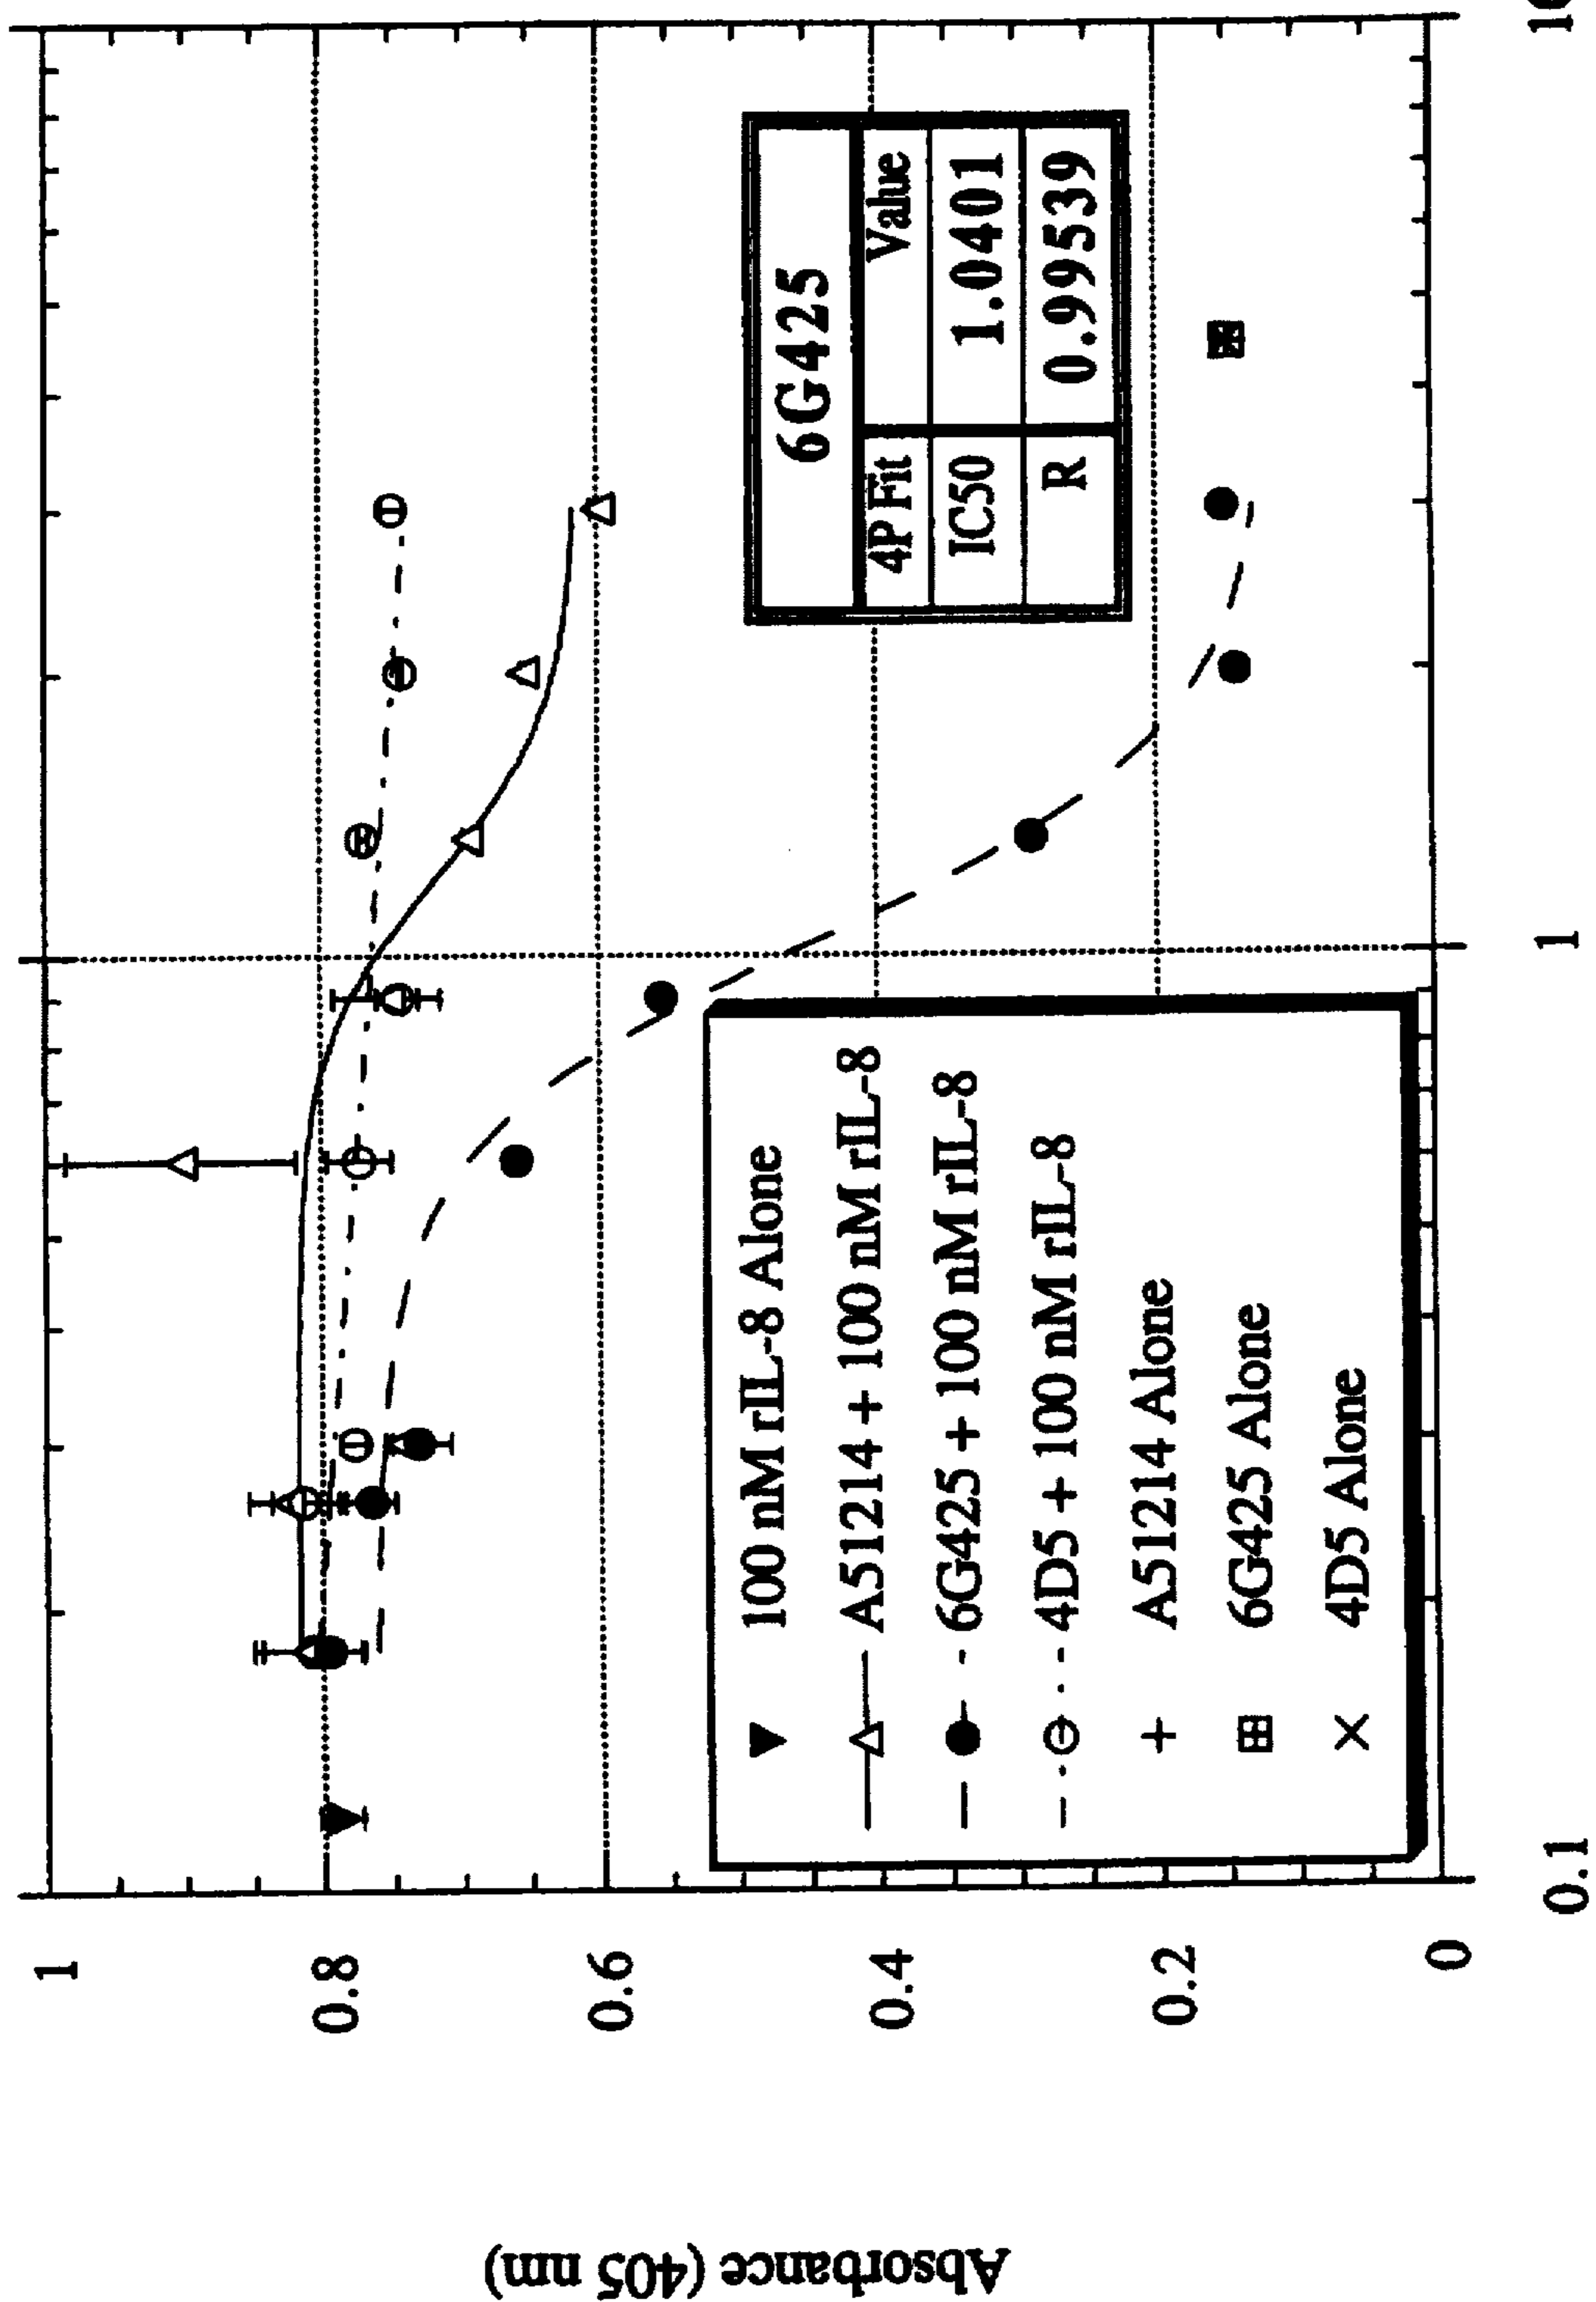 Absorbance (405 nm)
1
0.8
0.6
0.4
0.2
0
0.1
1
100 nM rIL-8 Alone
A51214 + 100 nM rIL-8
6G425 + 100 nM rIL-8
4D5 + 100 nM rIL-8
A51214 Alone
6G425 Alone
4D5 Alone
6G425
4P Fit Value
IC50 1.0401
R 0.99539